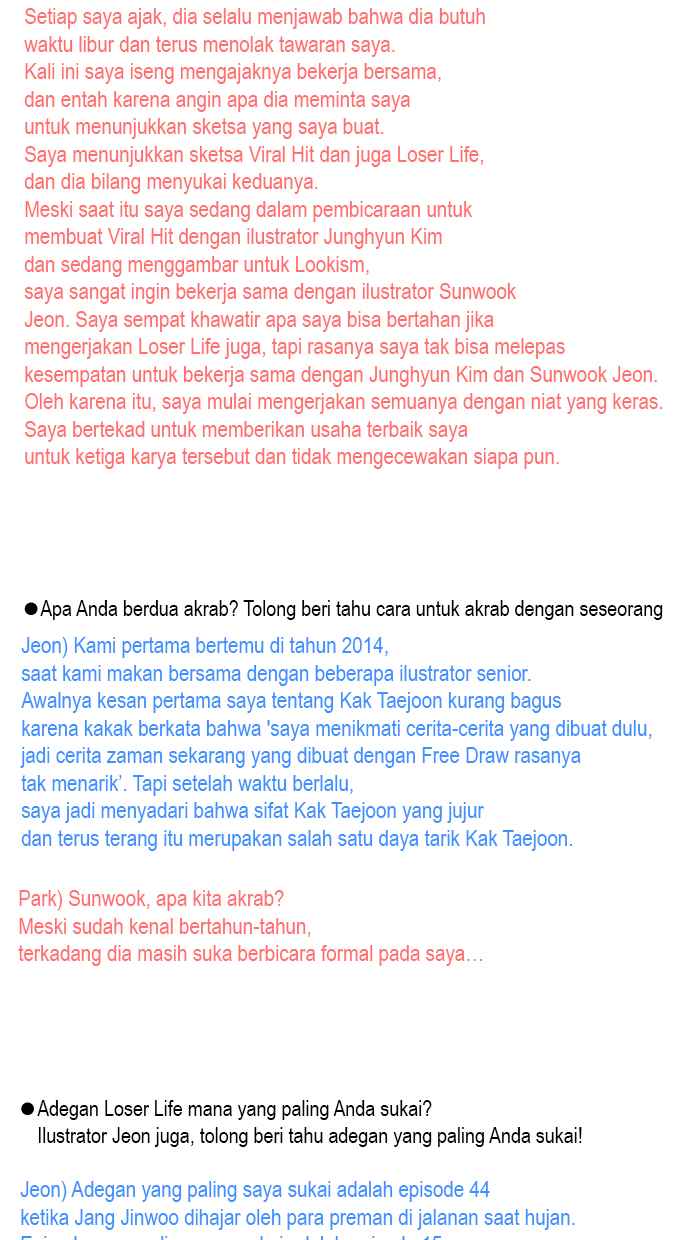 Setiap saya ajak, dia selalu menjawab bahwa dia butuh
waktu libur dan terus menolak tawaran saya.
Kali ini saya iseng mengajaknya bekerja bersama,
dan entah karena angin apa dia meminta saya
untuk menunjukkan sketsa yang saya buat.
Saya menunjukkan sketsa Viral Hit dan juga Loser Life,
dan dia bilang menyukai keduanya.
Meski saat itu saya sedang dalam pembicaraan untuk
membuat Viral Hit dengan ilustrator Junghyun Kim
dan sedang menggambar untuk Lookism,
saya sangat ingin bekerja sama dengan ilustrator Sunwook
Jeon. Saya sempat khawatir apa saya bisa bertahan jika
mengerjakan Loser Life juga, tapi rasanya saya tak bisa melepas
kesempatan untuk bekerja sama dengan Junghyun Kim dan Sunwook Jeon.
Oleh karena itu, saya mulai mengerjakan semuanya dengan niat yang keras.
Saya bertekad untuk memberikan usaha terbaik saya
untuk ketiga karya tersebut dan tidak mengecewakan siapa pun.
●Apa Anda berdua akrab? Tolong beri tahu cara untuk akrab dengan seseorang
Jeon) Kami pertama bertemu di tahun 2014,
saat kami makan bersama dengan beberapa ilustrator senior.
Awalnya kesan pertama saya tentang Kak Taejoon kurang bagus
karena kakak berkata bahwa 'saya menikmati cerita-cerita yang dibuat dulu,
jadi cerita zaman sekarang yang dibuat dengan Free Draw rasanya
tak menarik’. Tapi setelah waktu berlalu,
saya jadi menyadari bahwa sifat Kak Taejoon yang jujur
dan terus terang itu merupakan salah satu daya tarik Kak Taejoon.
Park) Sunwook, apa kita akrab?
Meski sudah kenal bertahun-tahun,
terkadang dia masih suka berbicara formal pada saya…
●Adegan Loser Life mana yang paling Anda sukai?
Ilustrator Jeon juga, tolong beri tahu adegan yang paling Anda sukai!
Jeon) Adegan yang paling saya sukai adalah episode 44
ketika Jang Jinwoo dihajar oleh para preman di jalanan saat hujan.